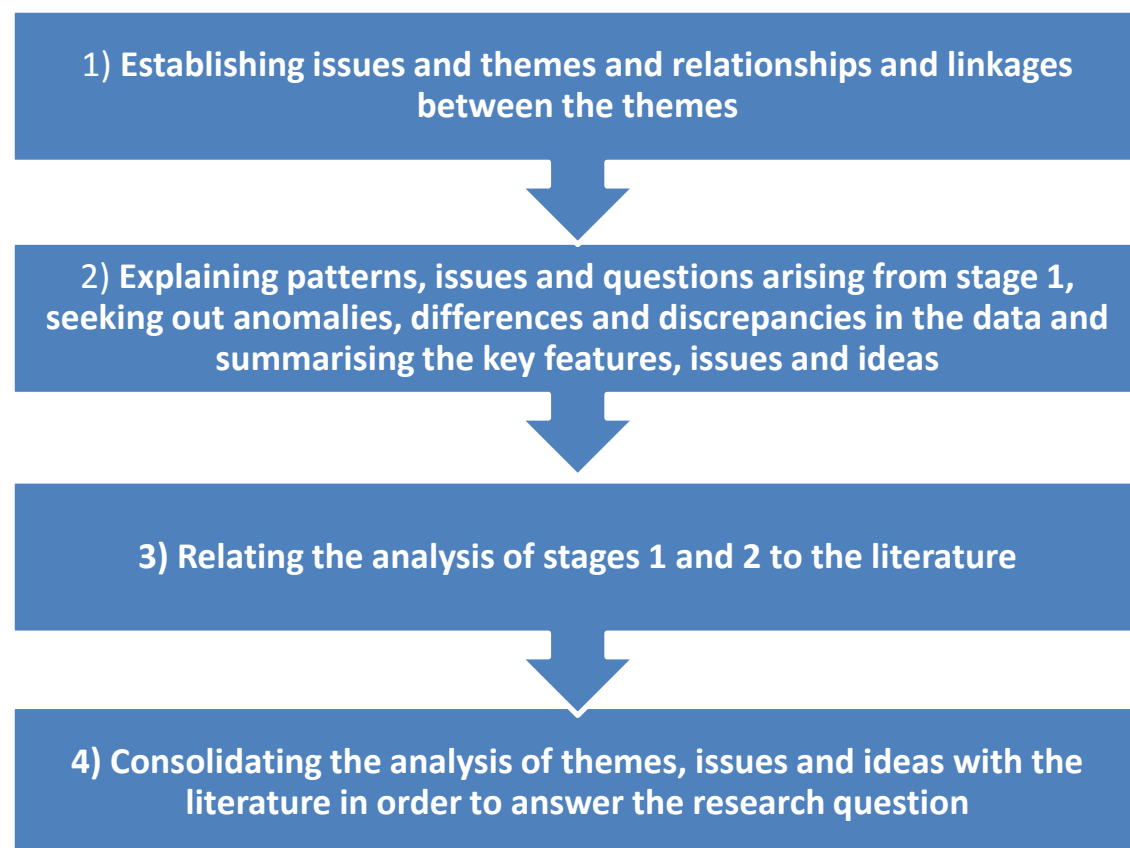 1) Establishing issues and themes and relationships and linkages
between the themes
2) Explaining patterns, issues and questions arising from stage 1,
seeking out anomalies, differences and discrepancies in the data and
summarising the key features, issues and ideas
3) Relating the analysis of stages 1 and 2 to the literature
4) Consolidating the analysis of themes, issues and ideas with the
literature in order to answer the research question